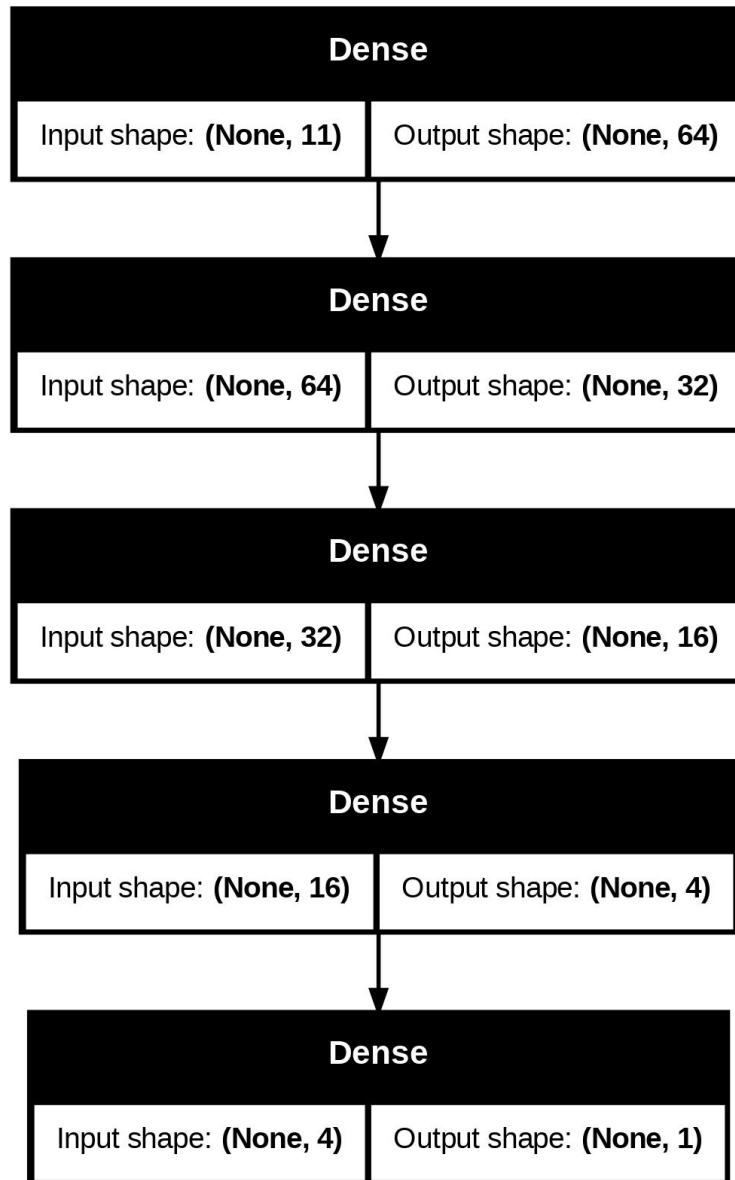 Dense
Input shape: (None, 11) Output shape: (None, 64)
Dense
Input shape: (None, 64) Output shape: (None, 32)
Dense
Input shape: (None, 32) Output shape: (None, 16)
Dense
Input shape: (None, 16) Output shape: (None, 4)
Dense
Input shape: (None, 4) Output shape: (None, 1)